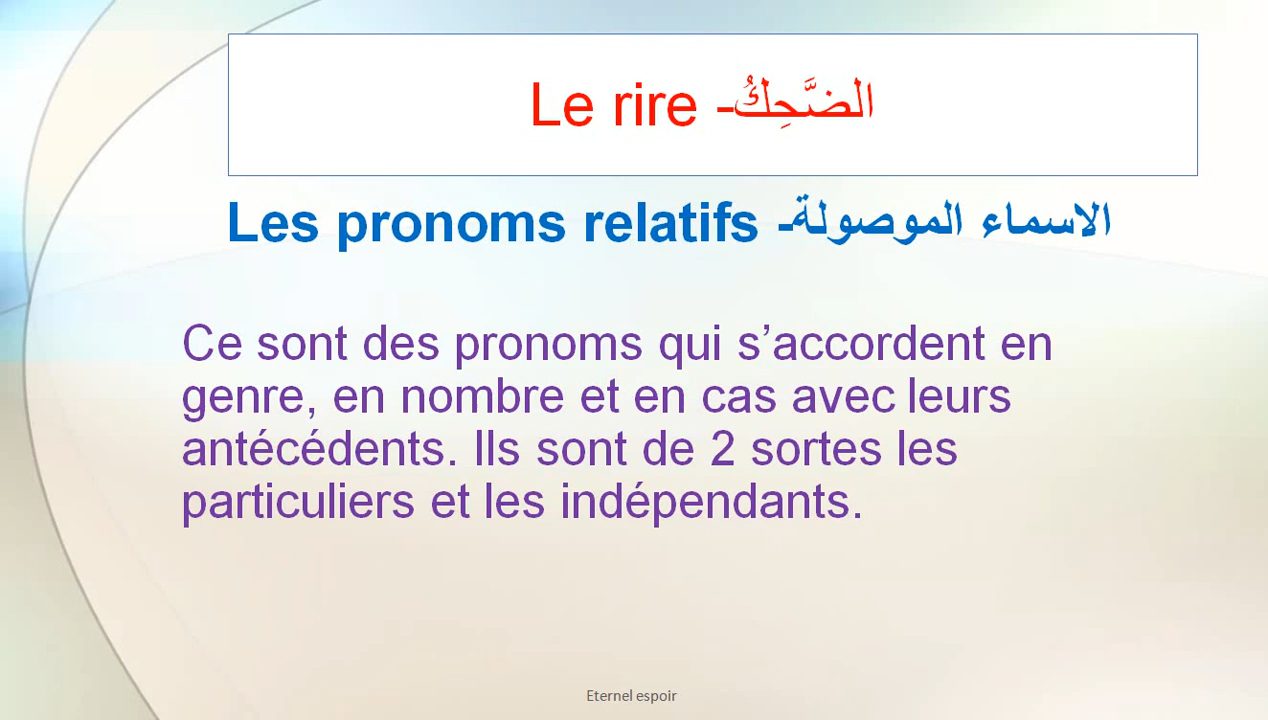 Le rire -الضَّحِكُ
Les pronoms relatifs -الاسماء الموصولة
Ce sont des pronoms qui s’accordent en
genre, en nombre et en cas avec leurs
antécédents. Ils sont de 2 sortes les
particuliers et les indépendants.
Eternel espoir